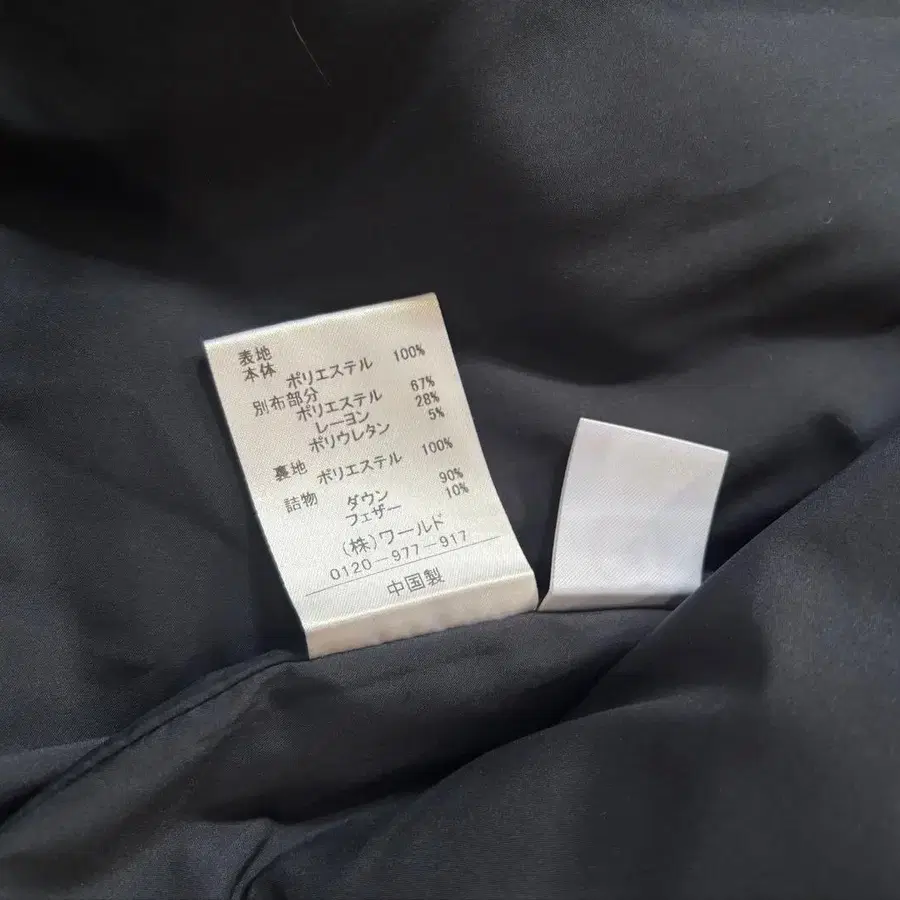 表地
本体
ポリエステル 100%
別布部分
ポリエステル 67%
レーヨン 28%
ポリウレタン 5%
裏地 ポリエステル 100%
詰物 ダウン 90%
フェザー 10%
(株)ワールド
0120-977-917
中国製